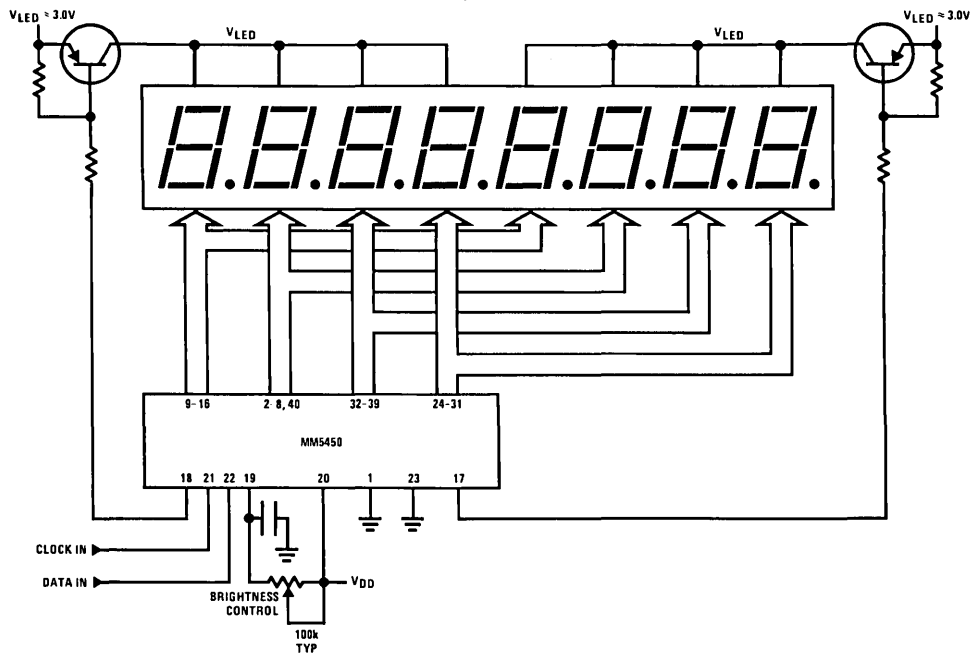 VLED ≈ 3.0V
VLED
VLED
VLED ≈ 3.0V
9-16
2-8, 40
32-39
24-31
MM5450
18
21
22
19
20
1
23
17
CLOCK IN
DATA IN
BRIGHTNESS
CONTROL
VDD
100k
TYP